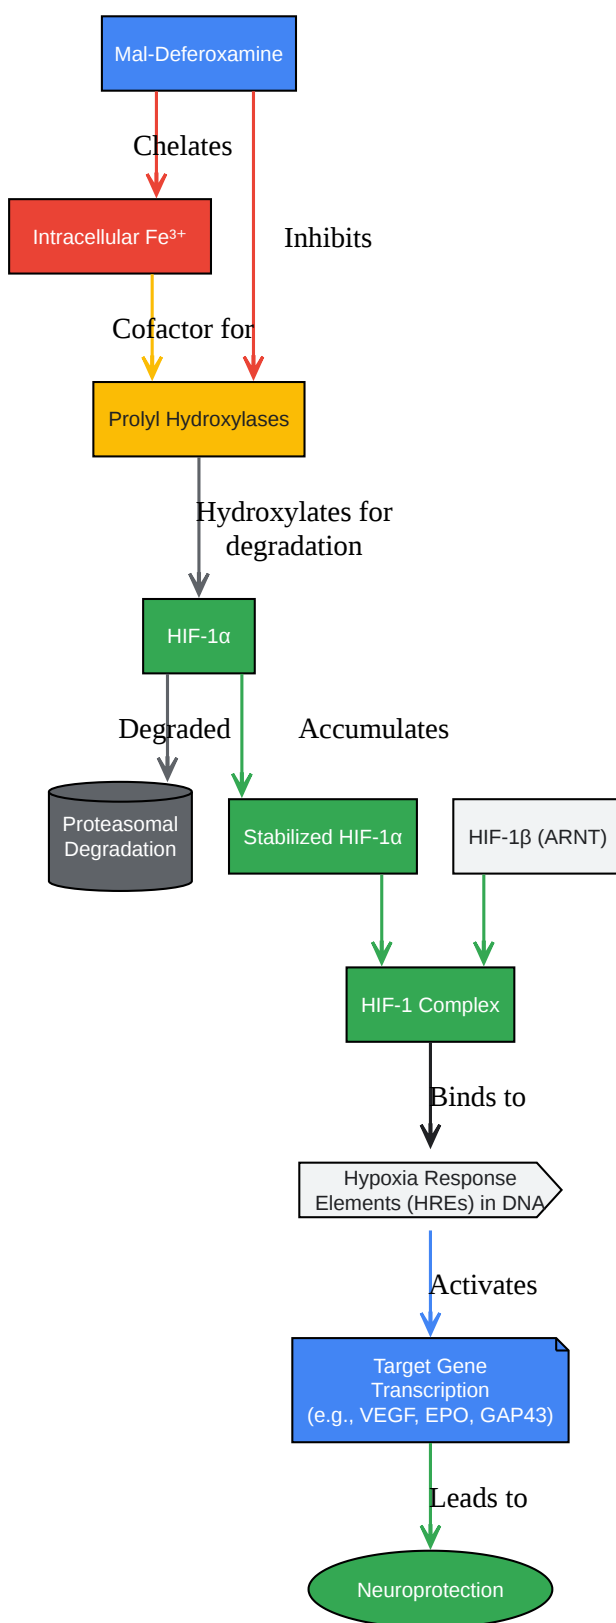 Mal-Deferoxamine
Chelates
Intracellular Fe³⁺
Inhibits
Cofactor for
Prolyl Hydroxylases
Hydroxylates for
degradation
HIF-1α
Degraded
Accumulates
Proteasomal
Degradation
Stabilized HIF-1α
HIF-1β (ARNT)
HIF-1 Complex
Binds to
Hypoxia Response
Elements (HREs) in DNA
Activates
Target Gene
Transcription
(e.g., VEGF, EPO, GAP43)
Leads to
Neuroprotection